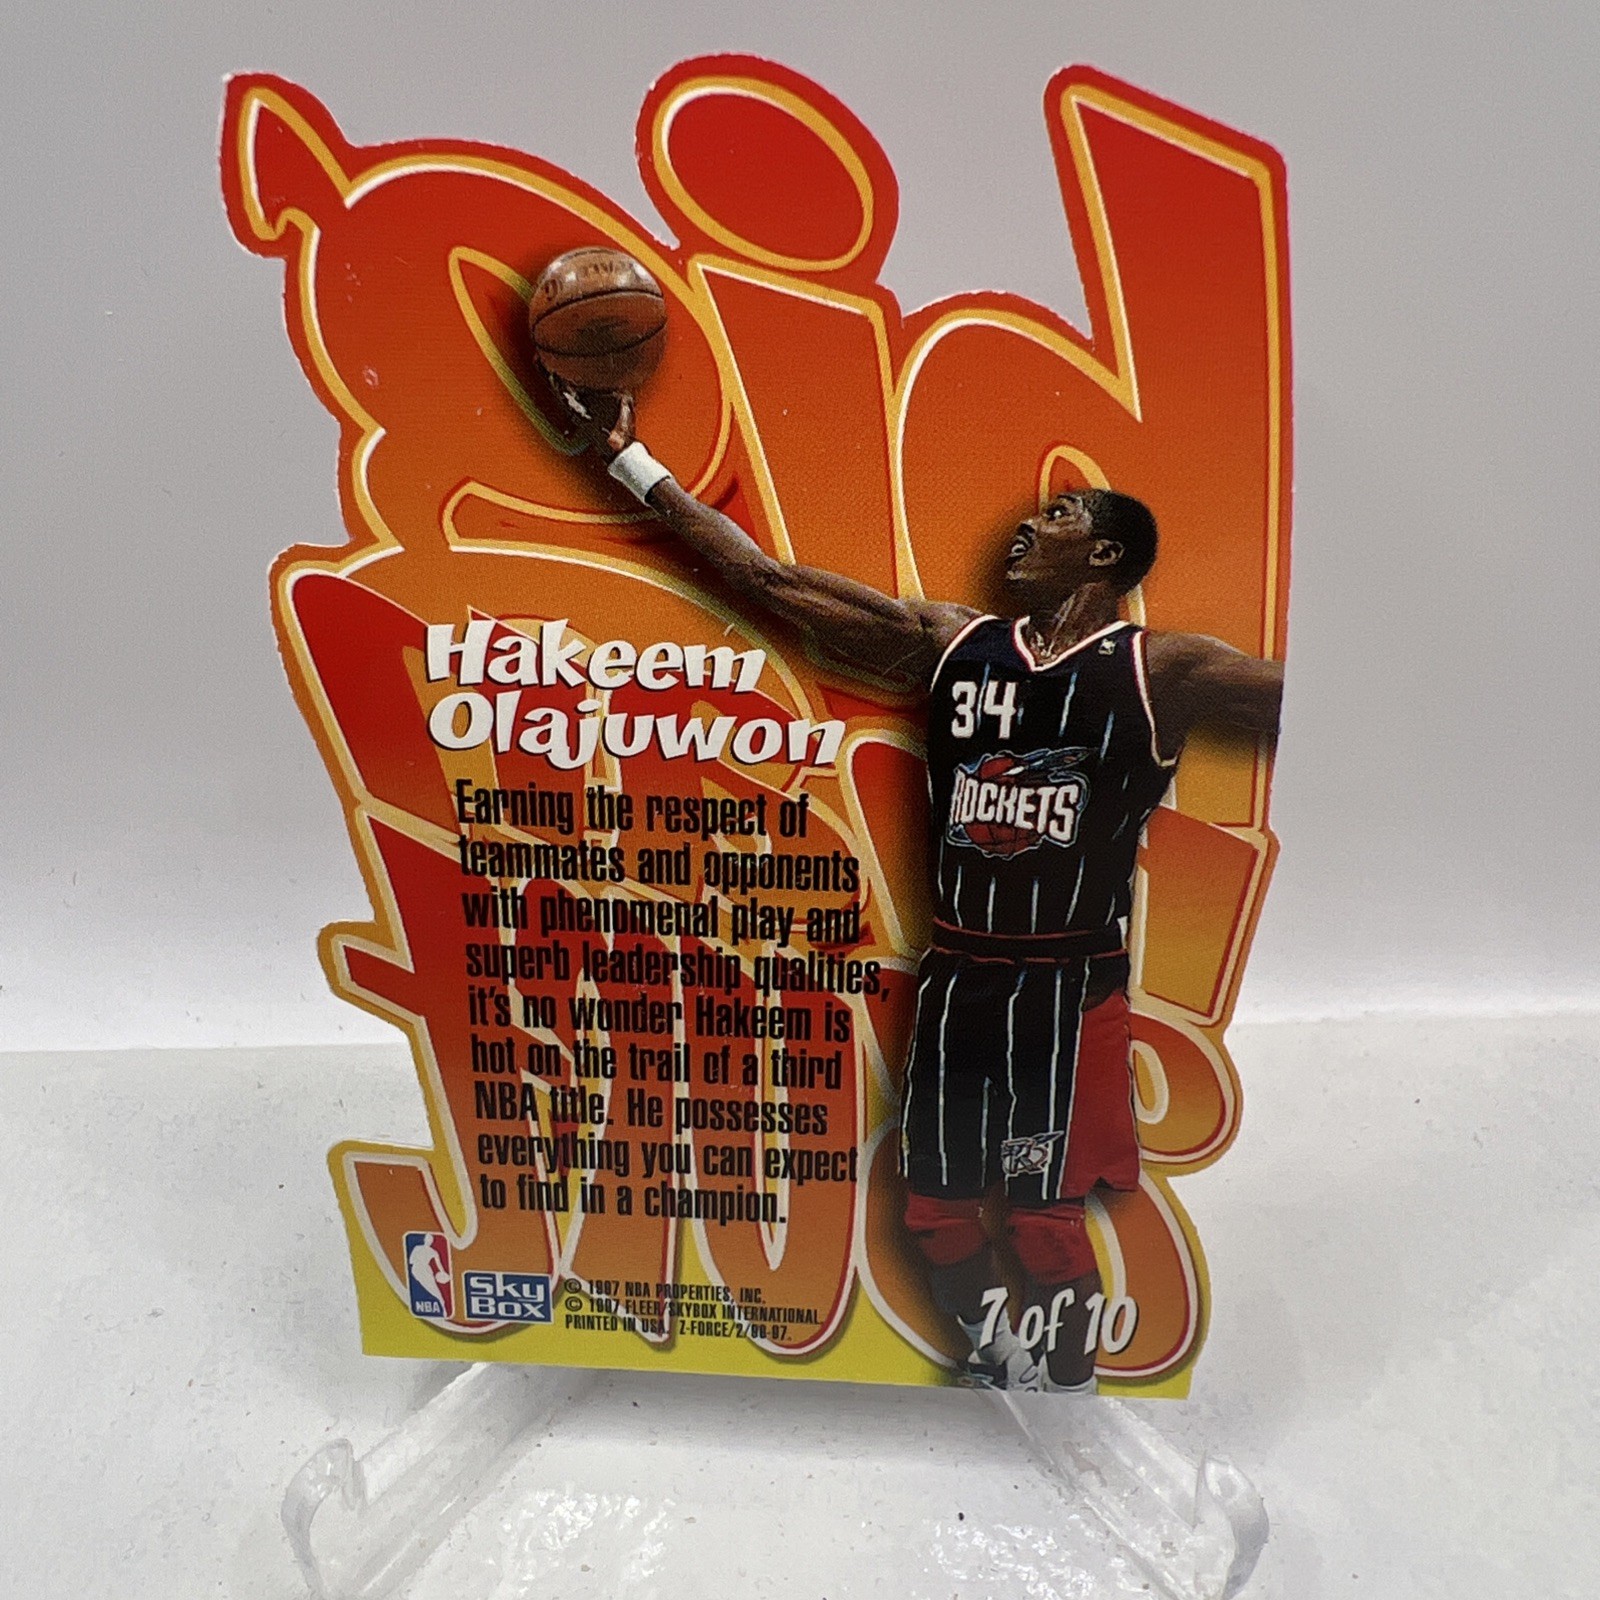 Big
Men
on
Hakeem
Olajuwon
Earning the respect of
teammates and opponents
with phenomenal play and
superb leadership qualities,
it's no wonder Hakeem is
hot on the trail of a third
NBA title. He possesses
everything you can expect
to find in a champion.
34
ROCKETS
R
NBA
Sky
BOX
© 1997 NBA PROPERTIES, INC.
© 1997 FLEER/SKYBOX INTERNATIONAL.
PRINTED IN USA. Z-FORCE/2/96-97.
7 of 10